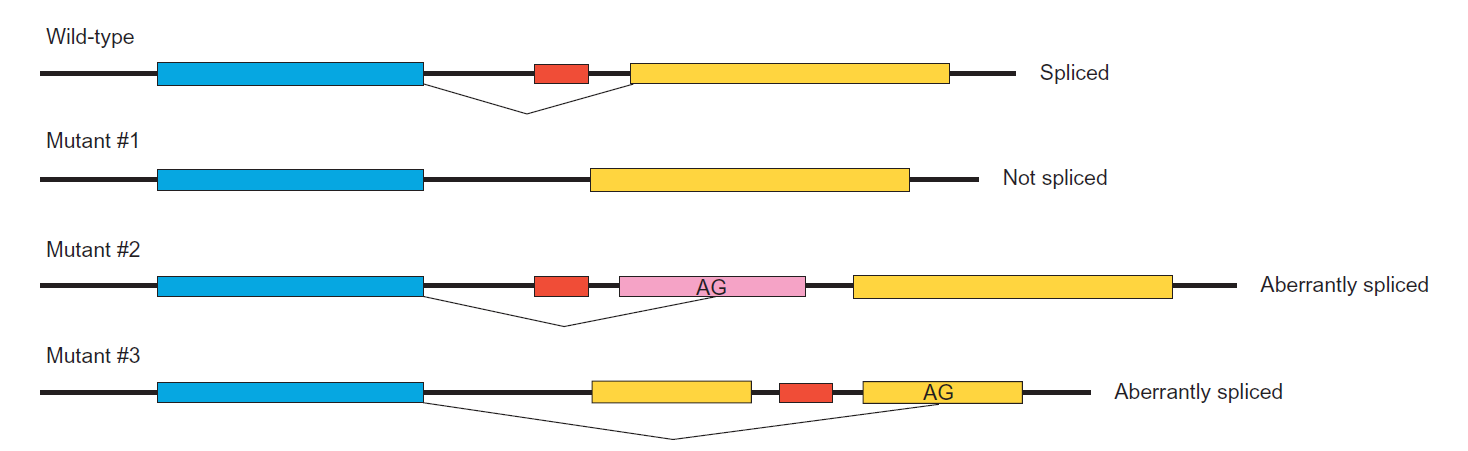 Wild-type
Spliced
Mutant #1
Not spliced
Mutant #2
AG
Aberrantly spliced
Mutant #3
AG
Aberrantly spliced